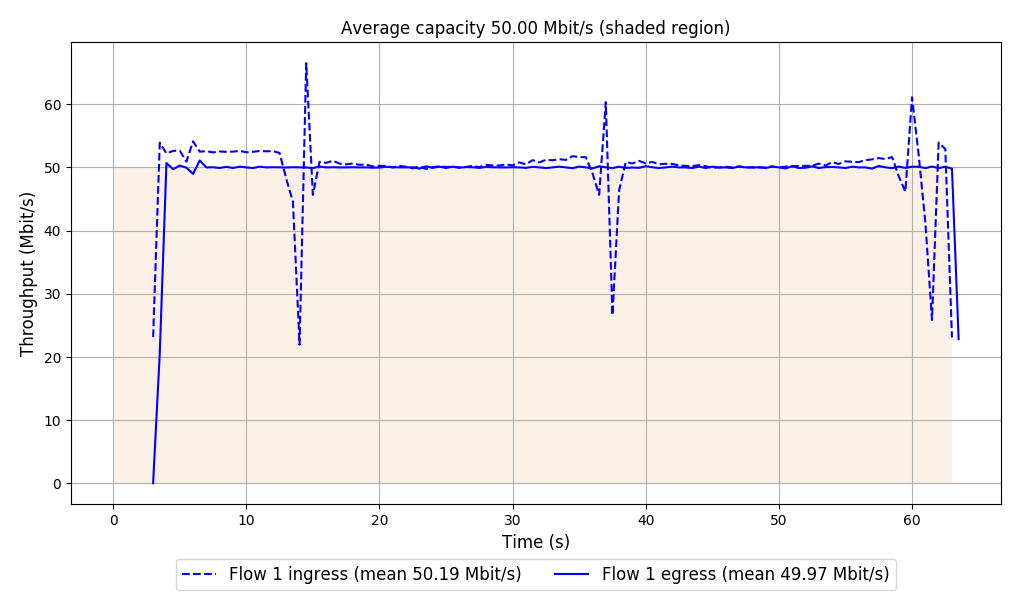 Average capacity 50.00 Mbit/s (shaded region)
Throughput (Mbit/s)
60
50
40
30
20
10
0
0 10 20 30 40 50 60
Time (s)
Flow 1 ingress (mean 50.19 Mbit/s) Flow 1 egress (mean 49.97 Mbit/s)